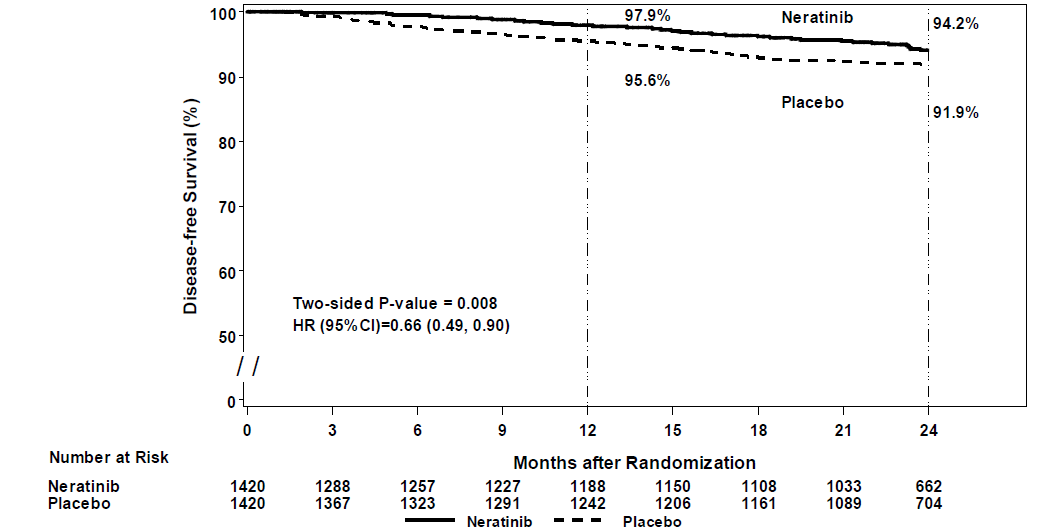 100
90
80
70
60
50
0
Disease-free Survival (%)
97.9%
Neratinib
94.2%
95.6%
Placebo
91.9%
Two-sided P-value = 0.008
HR (95%CI)=0.66 (0.49, 0.90)
0 3 6 9 12 15 18 21 24
Number at Risk
Months after Randomization
Neratinib 1420 1288 1257 1227 1188 1150 1108 1033 662
Placebo 1420 1367 1323 1291 1242 1206 1161 1089 704
Neratinib Placebo